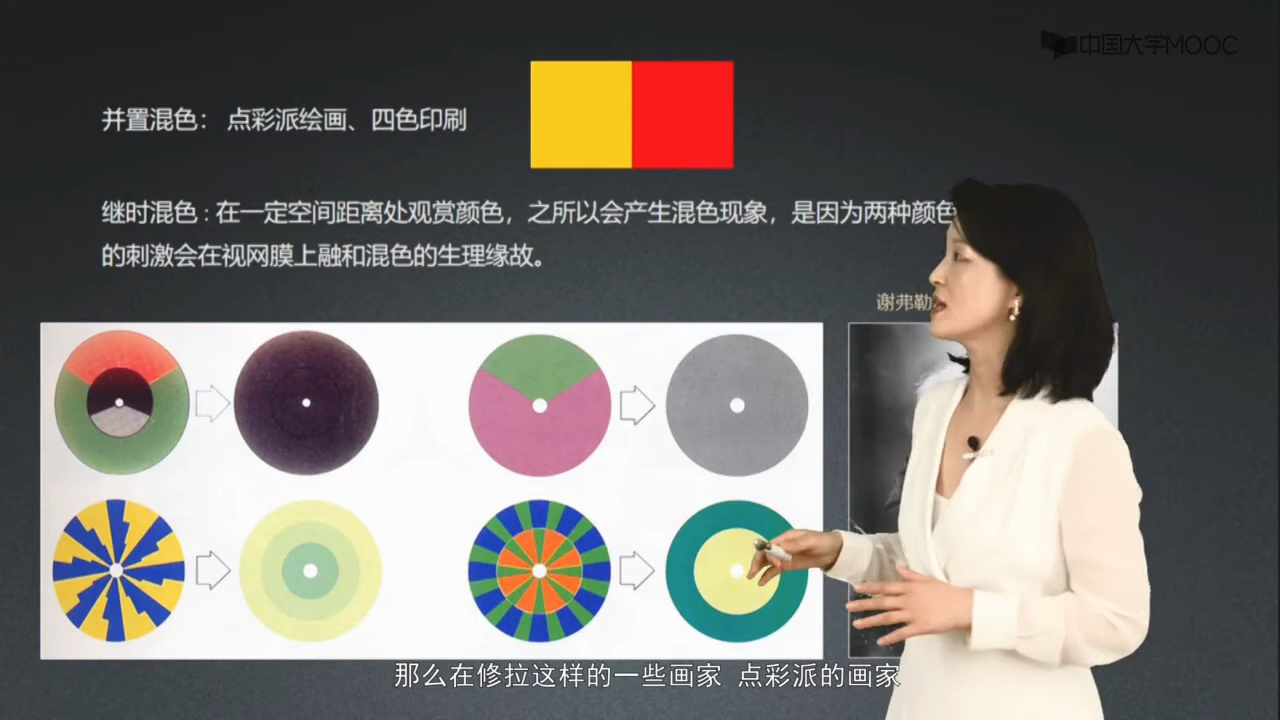 中国大学MOOC
并置混色： 点彩派绘画、四色印刷
继时混色 : 在一定空间距离处观赏颜色，之所以会产生混色现象，是因为两种颜色
的刺激会在视网膜上融和混色的生理缘故。
谢弗勒
那么在修拉这样的一些画家 点彩派的画家